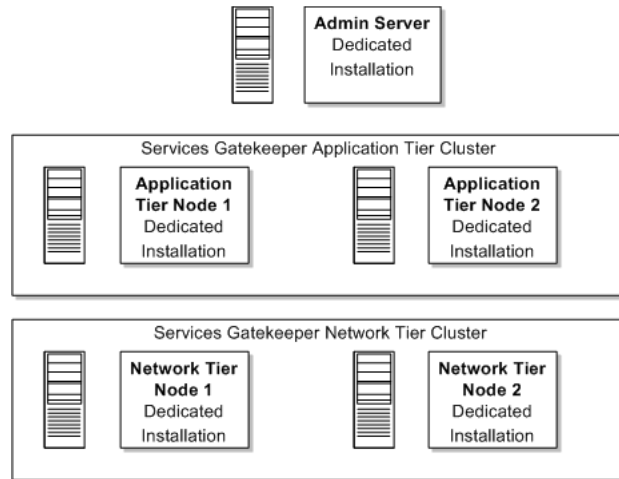 Admin Server
Dedicated
Installation
Services Gatekeeper Application Tier Cluster
Application
Tier Node 1
Dedicated
Installation
Application
Tier Node 2
Dedicated
Installation
Services Gatekeeper Network Tier Cluster
Network Tier
Node 1
Dedicated
Installation
Network Tier
Node 2
Dedicated
Installation